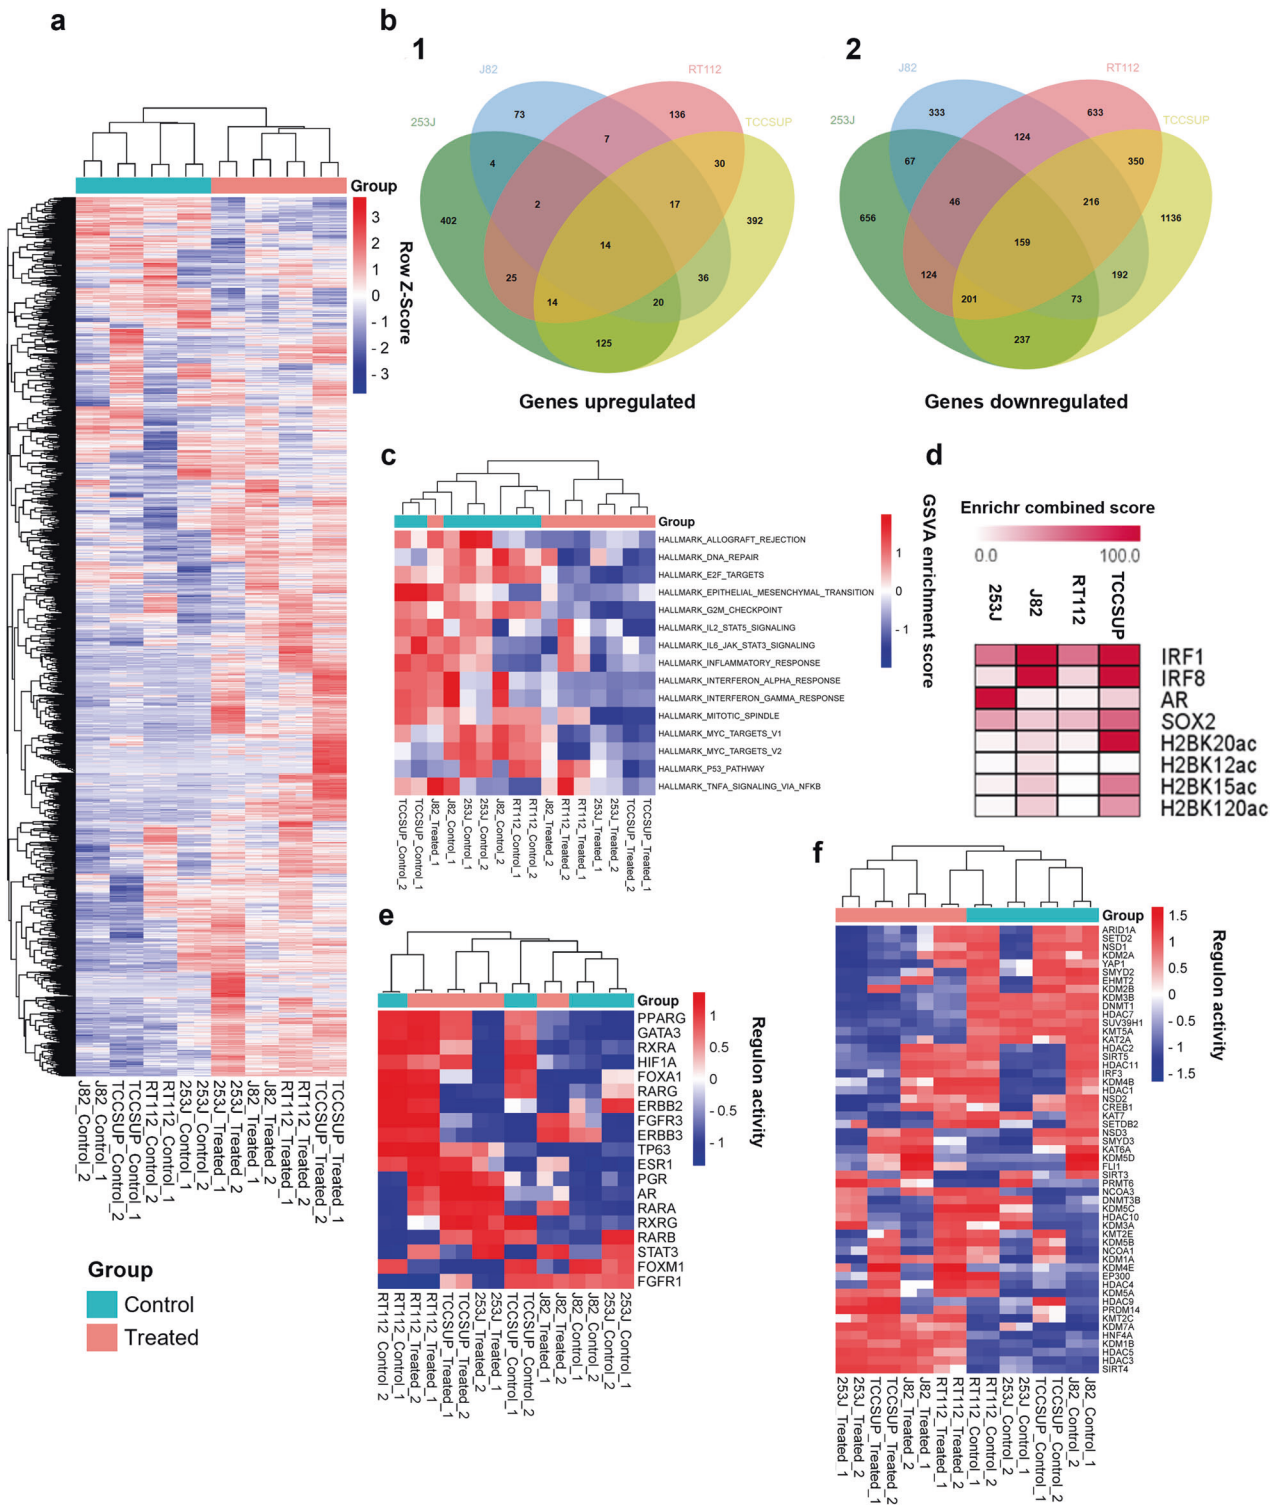 a
Group
3
2
1
0
- 1
- 2
- 3
Row Z-Score
J82_Control_2
J82_Control_1
TCCSUP_Control_2
TCCSUP_Control_1
RT112_Control_2
RT112_Control_1
253J_Control_2
253J_Control_2
253J_Treated_1
253J_Treated_2
J82_Treated_1
J82_Treated_2
RT112_Treated_1
RT112_Treated_2
TCCSUP_Treated_2
TCCSUP_Treated_1
Group
Control
Treated
b
1
J82
RT112
253J
TCCSUP
73
136
4
7
30
402
2
17
392
14
25
14
20
36
125
Genes upregulated
2
J82
RT112
253J
TCCSUP
333
633
67
124
350
656
46
216
1136
159
124
201
73
192
237
Genes downregulated
c
Group
HALLMARK_ALLOGRAFT_REJECTION
HALLMARK_DNA_REPAIR
HALLMARK_E2F_TARGETS
HALLMARK_EPITHELIAL_MESENCHYMAL_TRANSITION
HALLMARK_G2M_CHECKPOINT
HALLMARK_IL2_STAT5_SIGNALING
HALLMARK_IL6_JAK_STAT3_SIGNALING
HALLMARK_INFLAMMATORY_RESPONSE
HALLMARK_INTERFERON_ALPHA_RESPONSE
HALLMARK_INTERFERON_GAMMA_RESPONSE
HALLMARK_MITOTIC_SPINDLE
HALLMARK_MYC_TARGETS_V1
HALLMARK_MYC_TARGETS_V2
HALLMARK_P53_PATHWAY
HALLMARK_TNFA_SIGNALING_VIA_NFKB
1
0
- 1
GSVA enrichment score
TCCSUP_Control_2
TCCSUP_Control_1
J82_Treated_1
J82_Control_1
253J_Control_1
253J_Control_2
J82_Control_2
RT112_Control_1
RT112_Control_2
J82_Treated_2
RT112_Treated_2
RT112_Treated_1
253J_Treated_1
253J_Treated_2
TCCSUP_Treated_2
TCCSUP_Treated_1
d
Enrichr combined score
0.0
100.0
253J
J82
RT112
TCCSUP
IRF1
IRF8
AR
SOX2
H2BK20ac
H2BK12ac
H2BK15ac
H2BK120ac
e
Group
PPARG
GATA3
RXRA
HIF1A
FOXA1
RARG
ERBB2
FGFR3
ERBB3
TP63
ESR1
PGR
AR
RARA
RXRG
RARB
STAT3
FOXM1
FGFR1
1
0.5
0
- 0.5
- 1
Regulon activity
RT112_Control_2
RT112_Control_1
RT112_Treated_2
RT112_Treated_1
TCCSUP_Treated_1
TCCSUP_Treated_2
253J_Treated_2
253J_Treated_1
TCCSUP_Control_1
TCCSUP_Control_2
J82_Treated_1
J82_Treated_2
J82_Control_1
J82_Control_2
253J_Control_2
253J_Control_1
f
Group
ARID1A
SETD2
NSD1
KDM2A
YAP1
SMYD2
EHMT2
KDM2B
KDM3B
DNMT1
HDAC7
SUV39H1
KMT5A
KAT2A
HDAC2
SIRT5
HDAC11
IRF3
KDM4B
HDAC1
NSD2
CREB1
KAT7
SETDB2
NSD3
SMYD3
KAT6A
KDM5D
FLI1
SIRT3
PRMT6
NCOA3
DNMT3B
KDM5C
HDAC10
KDM3A
KMT2E
KDM5B
NCOA1
KDM1A
KDM4E
EP300
HDAC4
KDM5A
HDAC9
PRDM14
KMT2C
KDM7A
HNF4A
KDM1B
HDAC5
HDAC3
SIRT4
1.5
1
0.5
0
- 0.5
- 1
- 1.5
Regulon activity
253J_Treated_1
253J_Treated_2
TCCSUP_Treated_1
TCCSUP_Treated_2
J82_Treated_2
J82_Treated_1
RT112_Treated_1
RT112_Treated_2
RT112_Control_1
RT112_Control_2
253J_Control_2
253J_Control_1
TCCSUP_Control_1
TCCSUP_Control_2
J82_Control_2
J82_Control_1